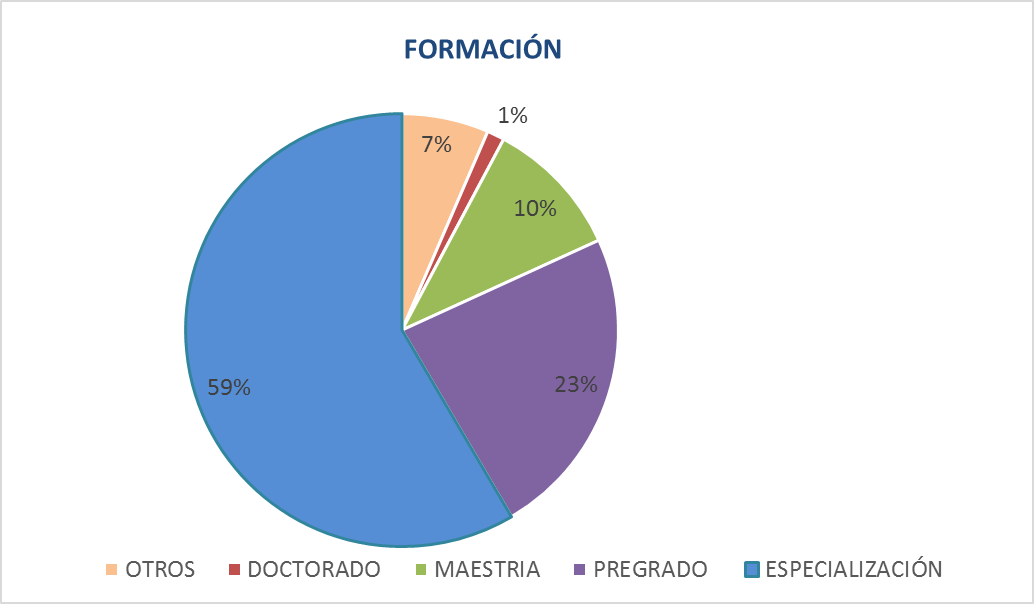 FORMACIÓN
1%
7%
10%
23%
59%
OTROS DOCTORADO MAESTRIA PREGRADO ESPECIALIZACIÓN